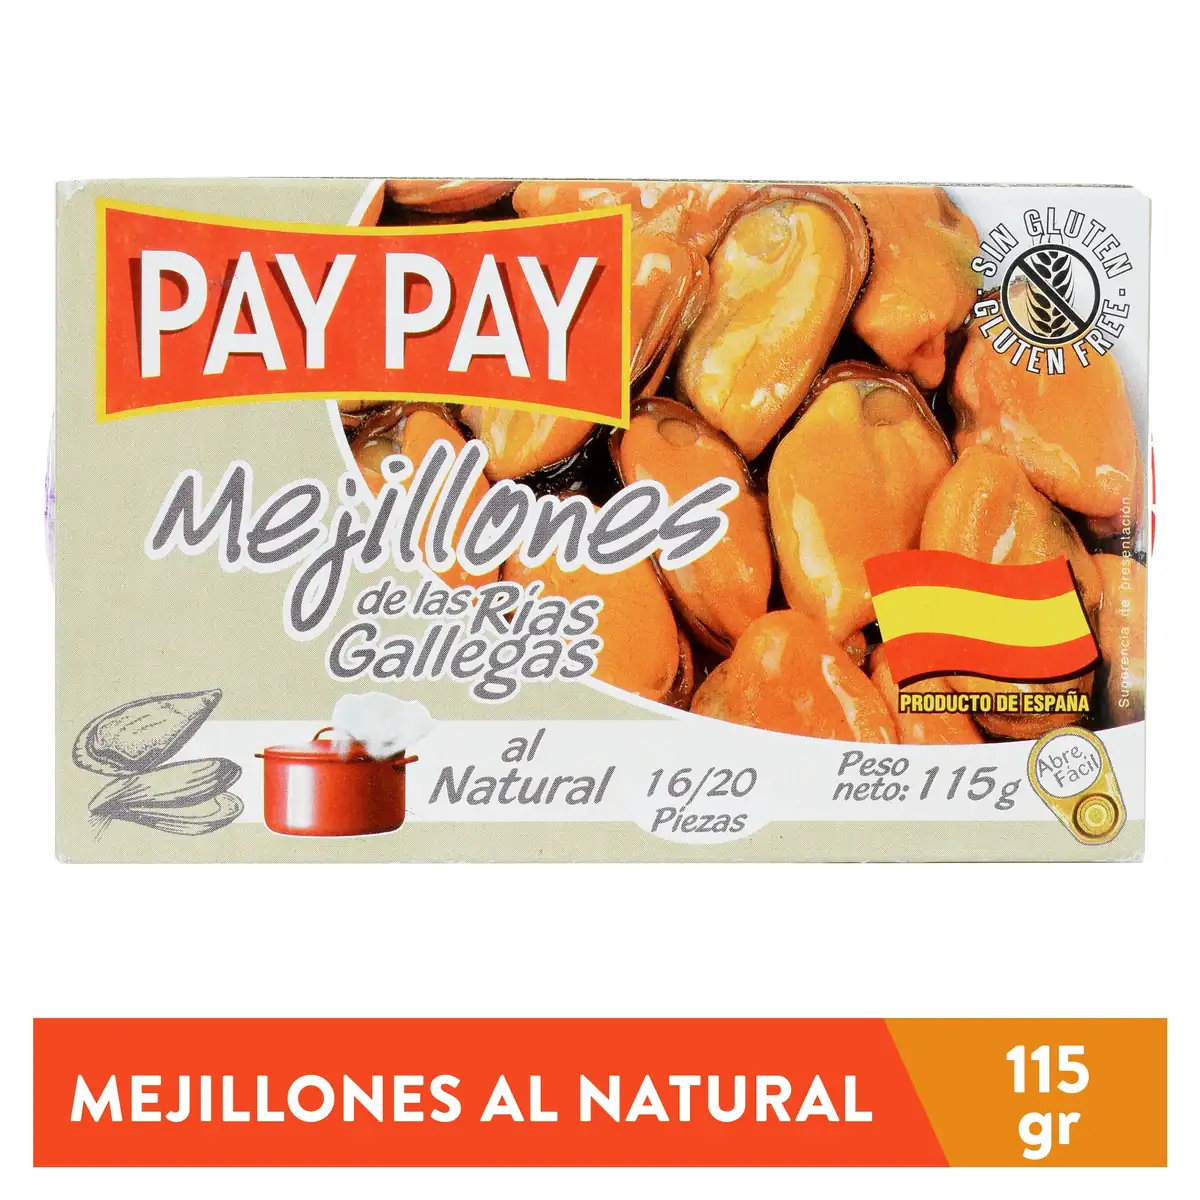 PAY PAY
· SIN GLUTEN ·
GLUTEN FREE
Mejillones
de las Rías
Gallegas
Sugerencia de presentación
PRODUCTO DE ESPAÑA
al
Natural
16/20
Piezas
Peso
neto: 115g
Abre
Fácil
MEJILLONES AL NATURAL
115
gr